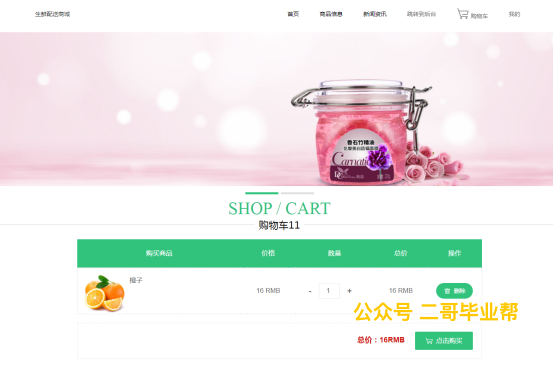 生鲜配送商城 首页 商品信息 新闻资讯 跳转到后台 购物车 我的
香石竹精油
Carnation
SHOP / CART
购物车11
购买商品 价格 数量 总价 操作
橙子 16 RMB - 1 + 16 RMB 删除
公众号 二哥毕业帮
总价：16RMB 点击购买